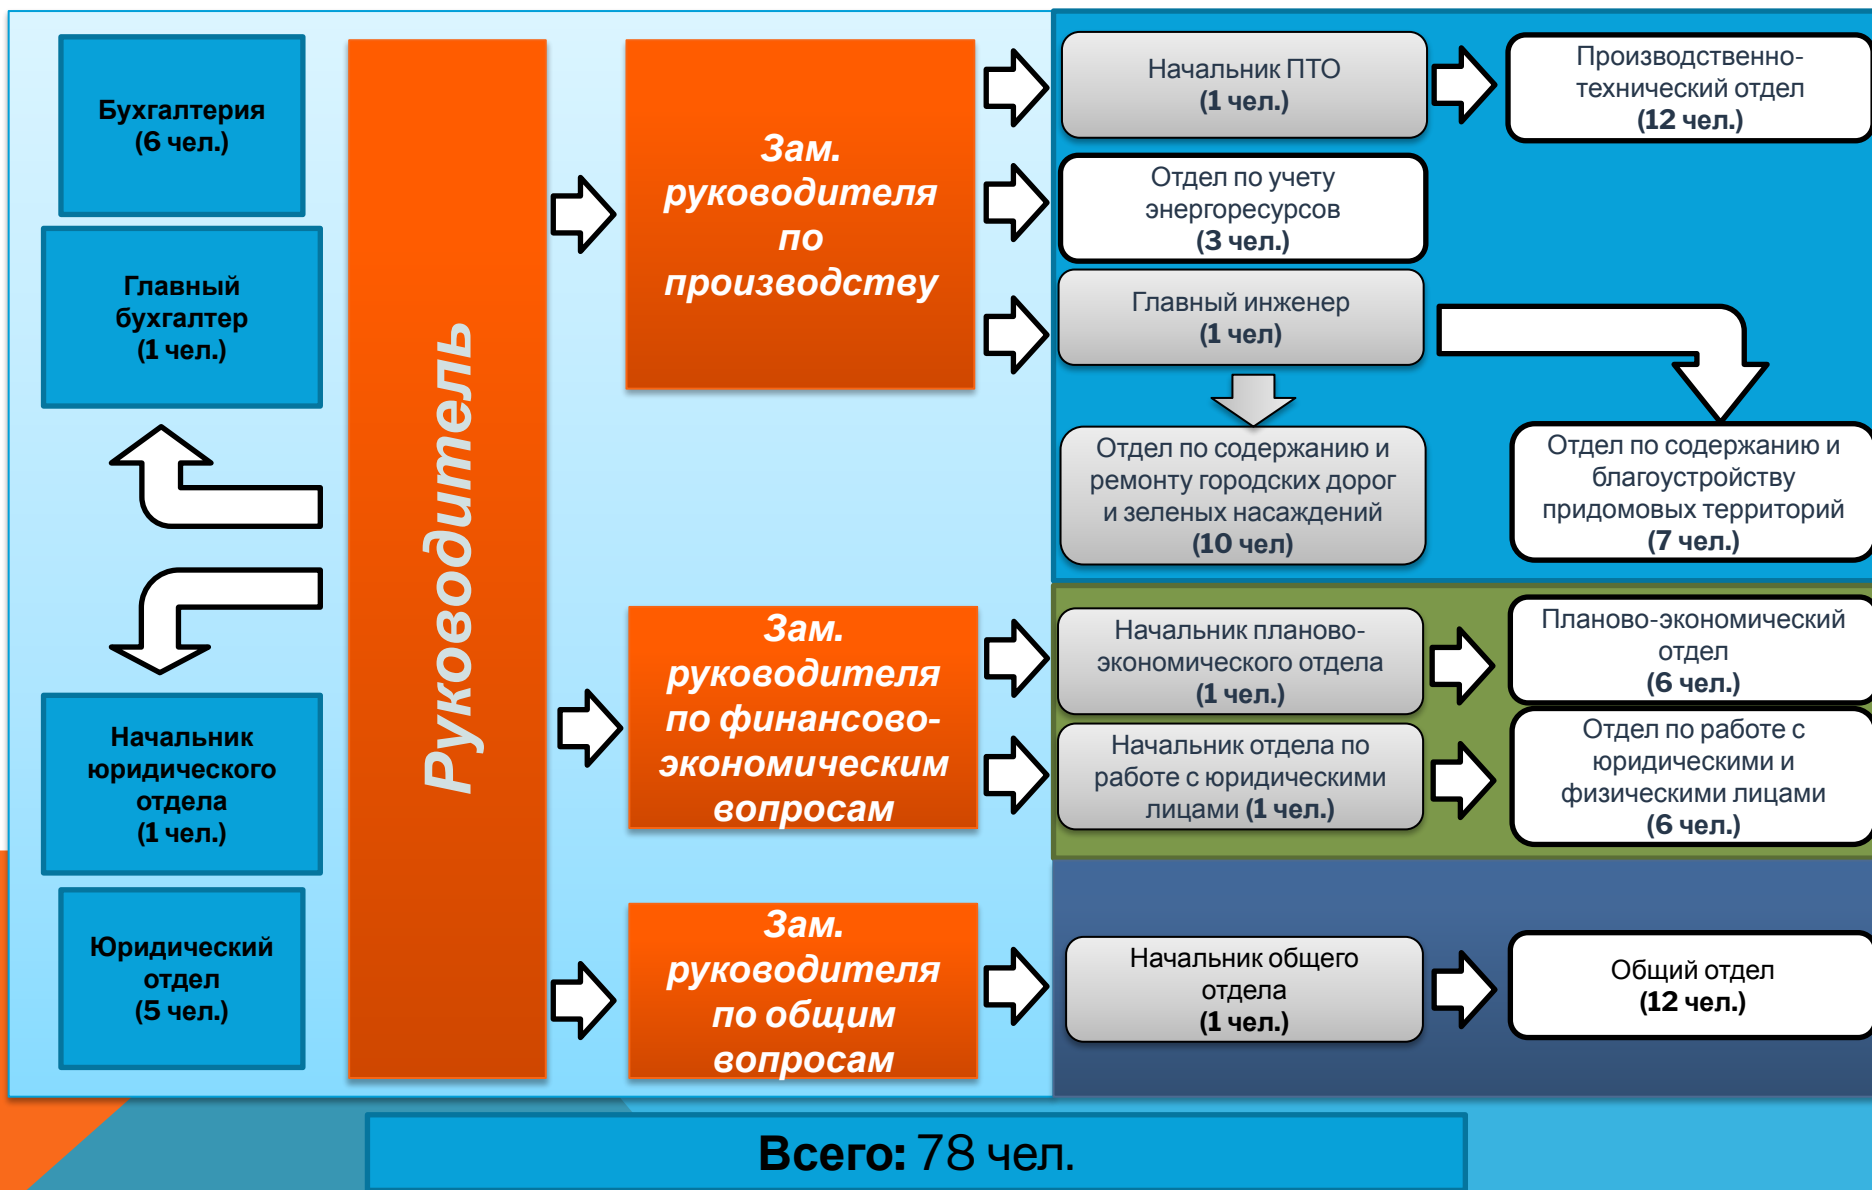 Бухгалтерия
(6 чел.)
Главный
бухгалтер
(1 чел.)
Начальник
юридического
отдела
(1 чел.)
Юридический
отдел
(5 чел.)
Руководитель
Зам.
руководителя
по
производству
Зам.
руководителя
по финансово-
экономическим
вопросам
Зам.
руководителя
по общим
вопросам
Начальник ПТО
(1 чел.)
Производственно-
технический отдел
(12 чел.)
Отдел по учету
энергоресурсов
(3 чел.)
Главный инженер
(1 чел)
Отдел по содержанию и
ремонту городских дорог
и зеленых насаждений
(10 чел)
Отдел по содержанию и
благоустройству
придомовых территорий
(7 чел.)
Начальник планово-
экономического отдела
(1 чел.)
Планово-экономический
отдел
(6 чел.)
Начальник отдела по
работе с юридическими
лицами (1 чел.)
Отдел по работе с
юридическими и
физическими лицами
(6 чел.)
Начальник общего
отдела
(1 чел.)
Общий отдел
(12 чел.)
Всего: 78 чел.